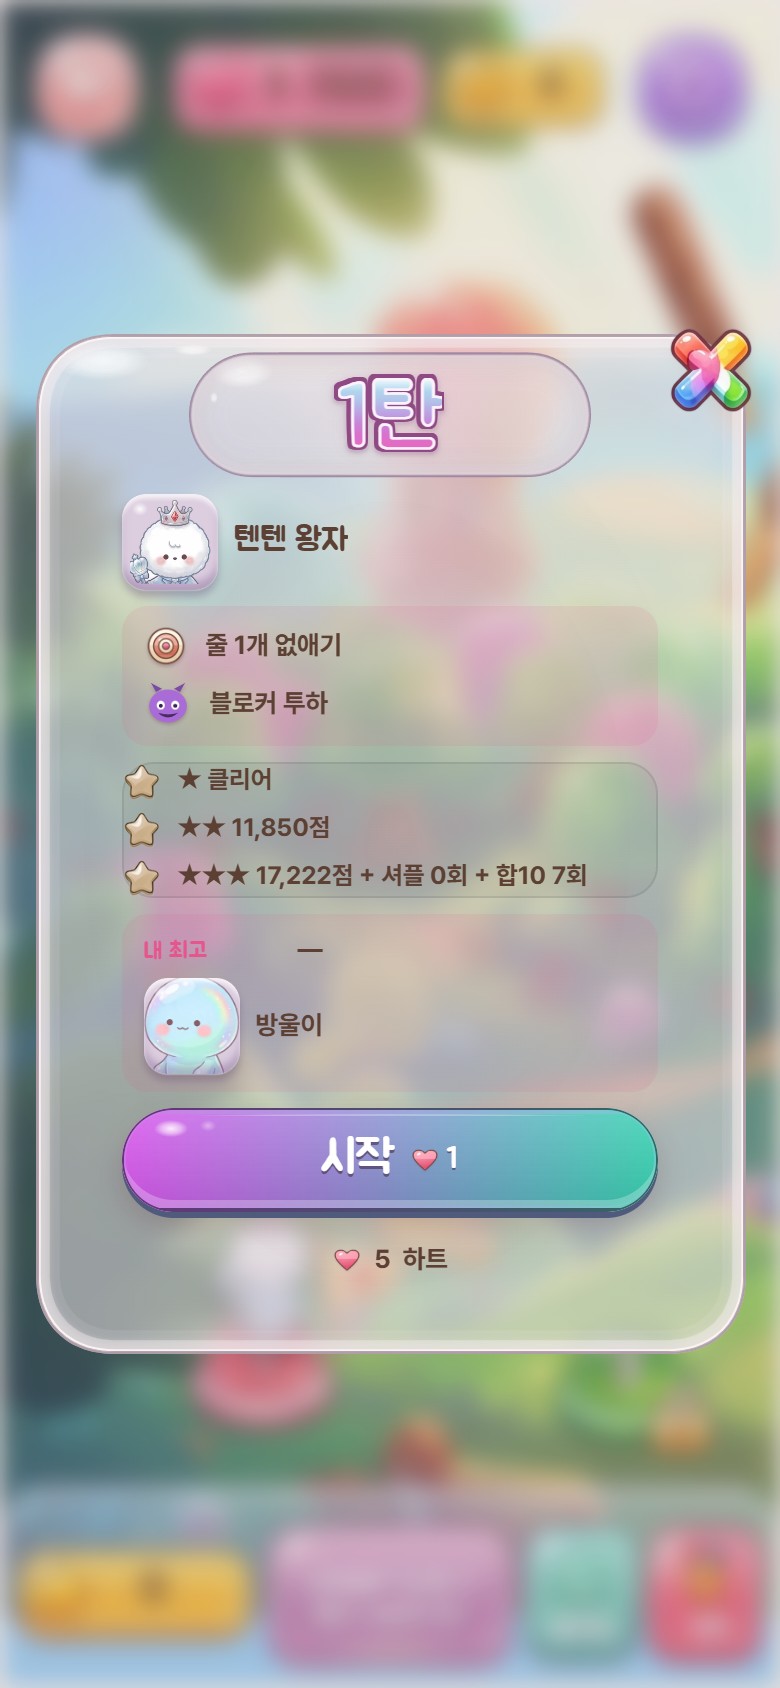 1탄
텐텐 왕자
줄 1개 없애기
블로커 투하
★ 클리어
★★ 11,850점
★★★ 17,222점 + 셔플 0회 + 합10 7회
내 최고 —
방울이
시작 1
5 하트